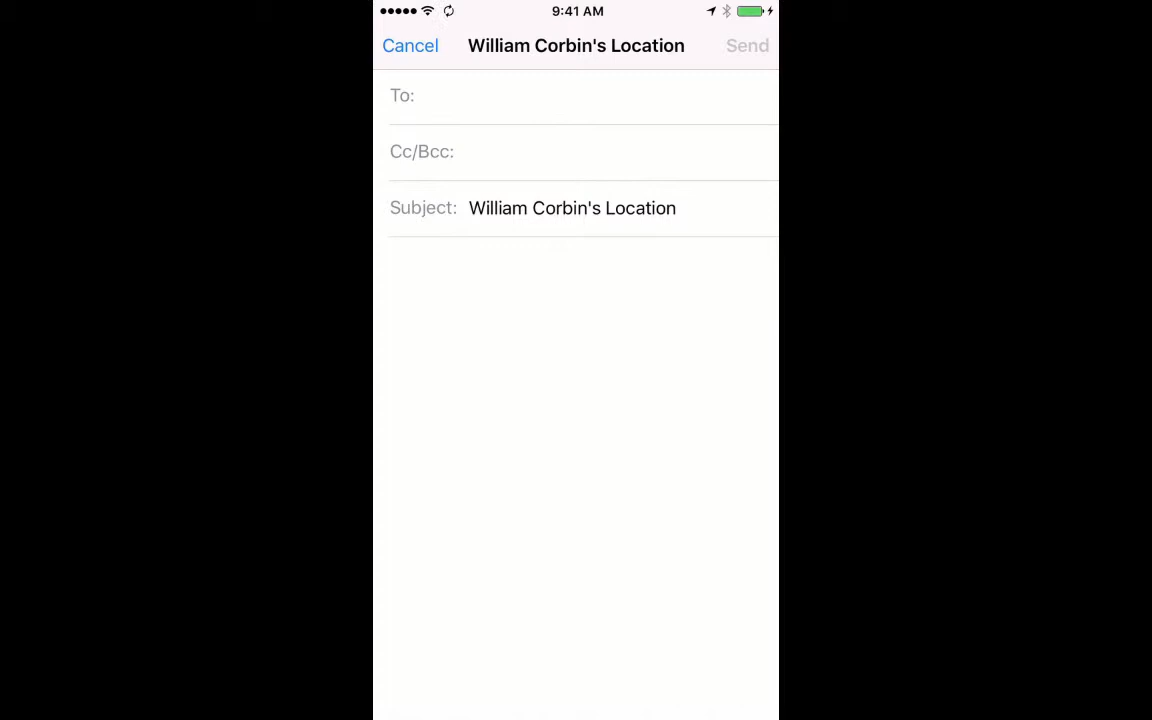 9:41 AM
Cancel William Corbin's Location Send
To:
Cc/Bcc:
Subject: William Corbin's Location